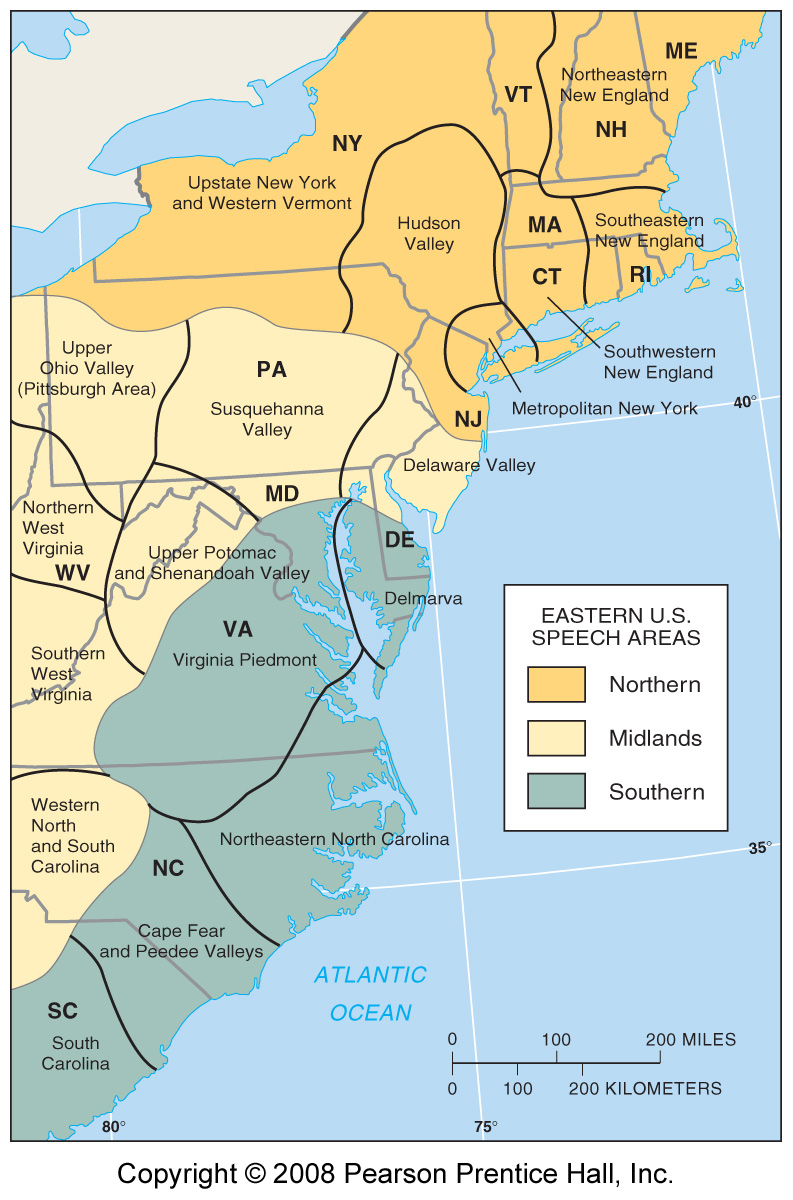 ME
Northeastern
New England
VT
NH
NY
Upstate New York
and Western Vermont
Hudson
Valley
MA
Southeastern
New England
CT
RI
Upper
Ohio Valley
(Pittsburgh Area)
PA
Susquehanna
Valley
Southwestern
New England
Metropolitan New York
40°
NJ
Delaware Valley
MD
Northern
West
Virginia
WV
Upper Potomac
and Shenandoah Valley
DE
Delmarva
VA
Virginia Piedmont
Southern
West
Virginia
EASTERN U.S.
SPEECH AREAS
Northern
Midlands
Southern
Western
North
and South
Carolina
Northeastern North Carolina
35°
NC
Cape Fear
and Peedee Valleys
ATLANTIC
OCEAN
SC
South
Carolina
0 100 200 MILES
0 100 200 KILOMETERS
80°
75°
Copyright © 2008 Pearson Prentice Hall, Inc.